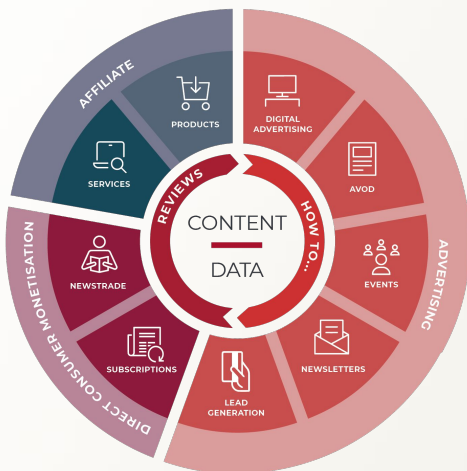 AFFILIATE
PRODUCTS
SERVICES
DIGITAL
ADVERTISING
AVOD
EVENTS
NEWSLETTERS
LEAD
GENERATION
ADVERTISING
NEWSTRADE
SUBSCRIPTIONS
DIRECT CONSUMER MONETISATION
REVIEWS
HOW TO...
CONTENT
DATA